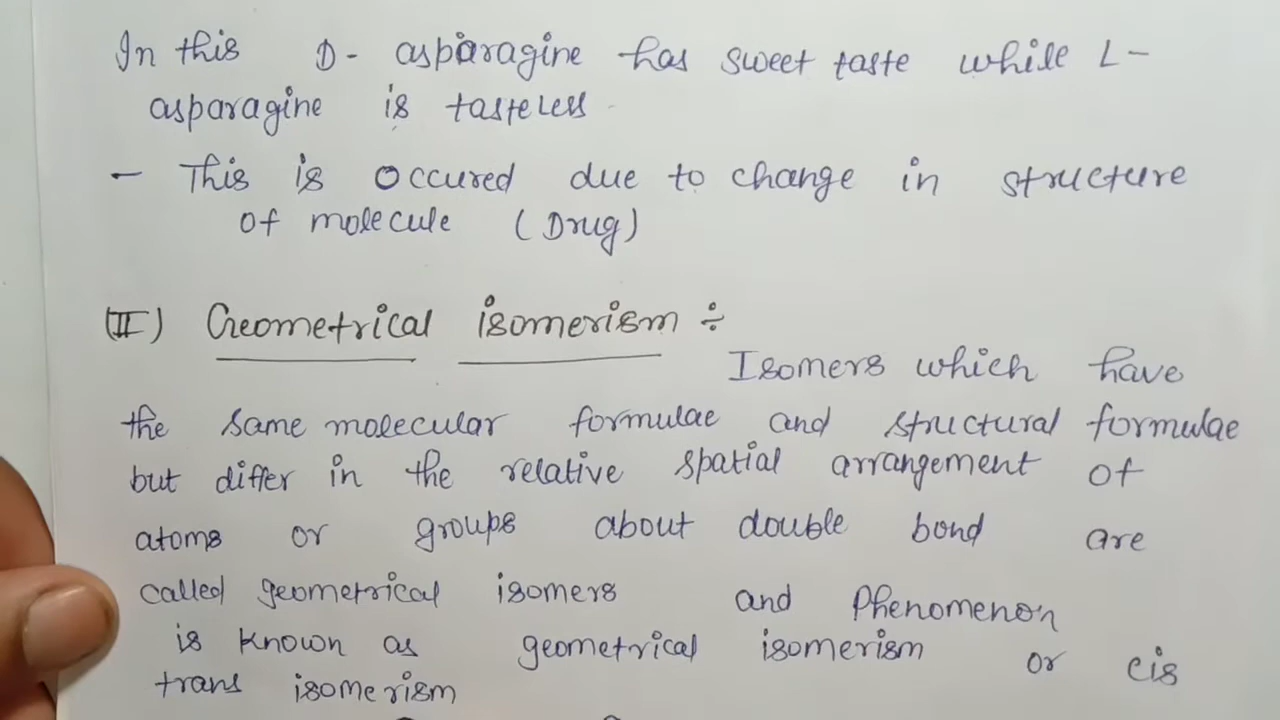 In this D- asparagine has sweet taste while L-
asparagine is tasteless
- This is occured due to change in structure
of molecule (Drug)
(II) Geometrical isomerism ÷
Isomers which have
the same molecular formulae and structural formulae
but differ in the relative spatial arrangement of
atoms or groups about double bond are
called geometrical isomers and Phenomenon
is known as geometrical isomerism or cis
trans isomerism